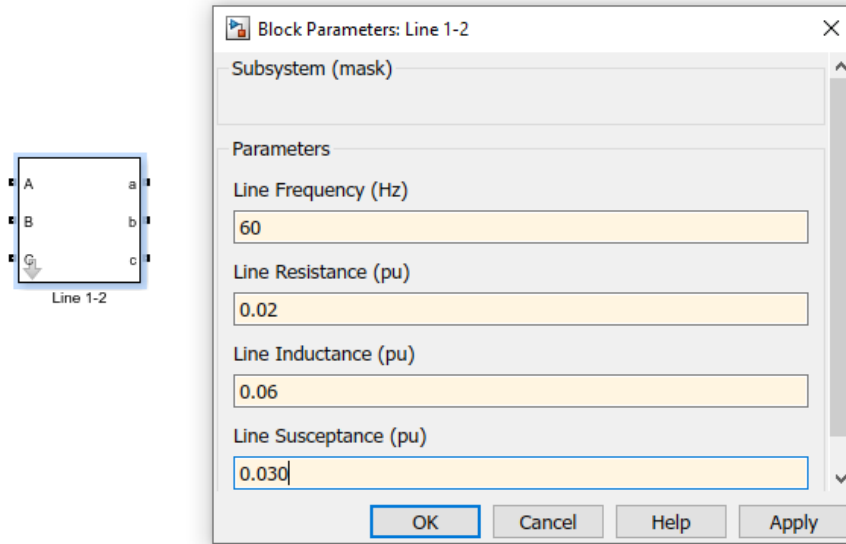 Block Parameters: Line 1-2
Subsystem (mask)
Parameters
Line Frequency (Hz)
60
Line Resistance (pu)
0.02
Line Inductance (pu)
0.06
Line Susceptance (pu)
0.030
OK Cancel Help Apply
A a
B b
C c
Line 1-2